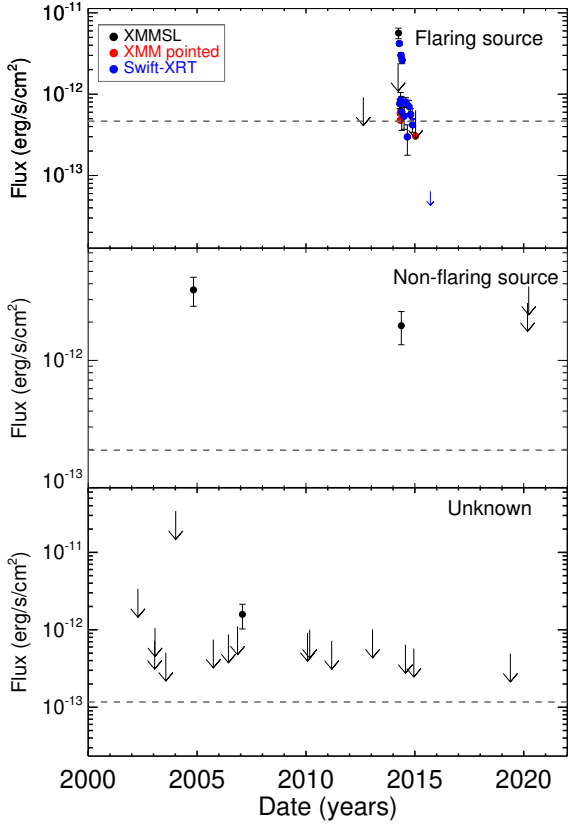 10⁻¹¹
XMMSL
XMM pointed
Swift-XRT
Flaring source
10⁻¹²
10⁻¹³
Flux (erg/s/cm²)
Non-flaring source
10⁻¹²
10⁻¹³
Flux (erg/s/cm²)
Unknown
10⁻¹¹
10⁻¹²
10⁻¹³
Flux (erg/s/cm²)
2000 2005 2010 2015 2020
Date (years)